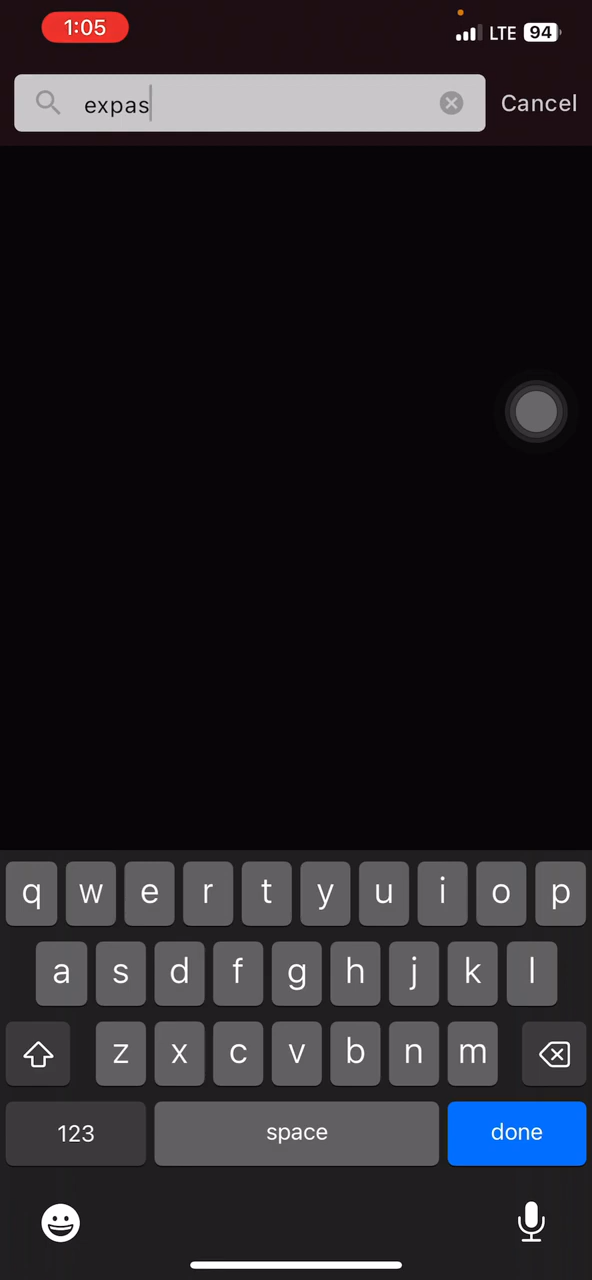 1:05
LTE 94
expas
Cancel
q w e r t y u i o p
a s d f g h j k l
z x c v b n m
123 space done